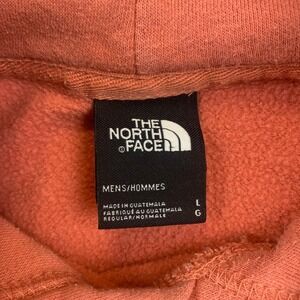 THE
NORTH
FACE
MENS/HOMMES
MADE IN GUATEMALA
FABRIQUÉ AU GUATEMALA
REGULAR/NORMALE
L
G